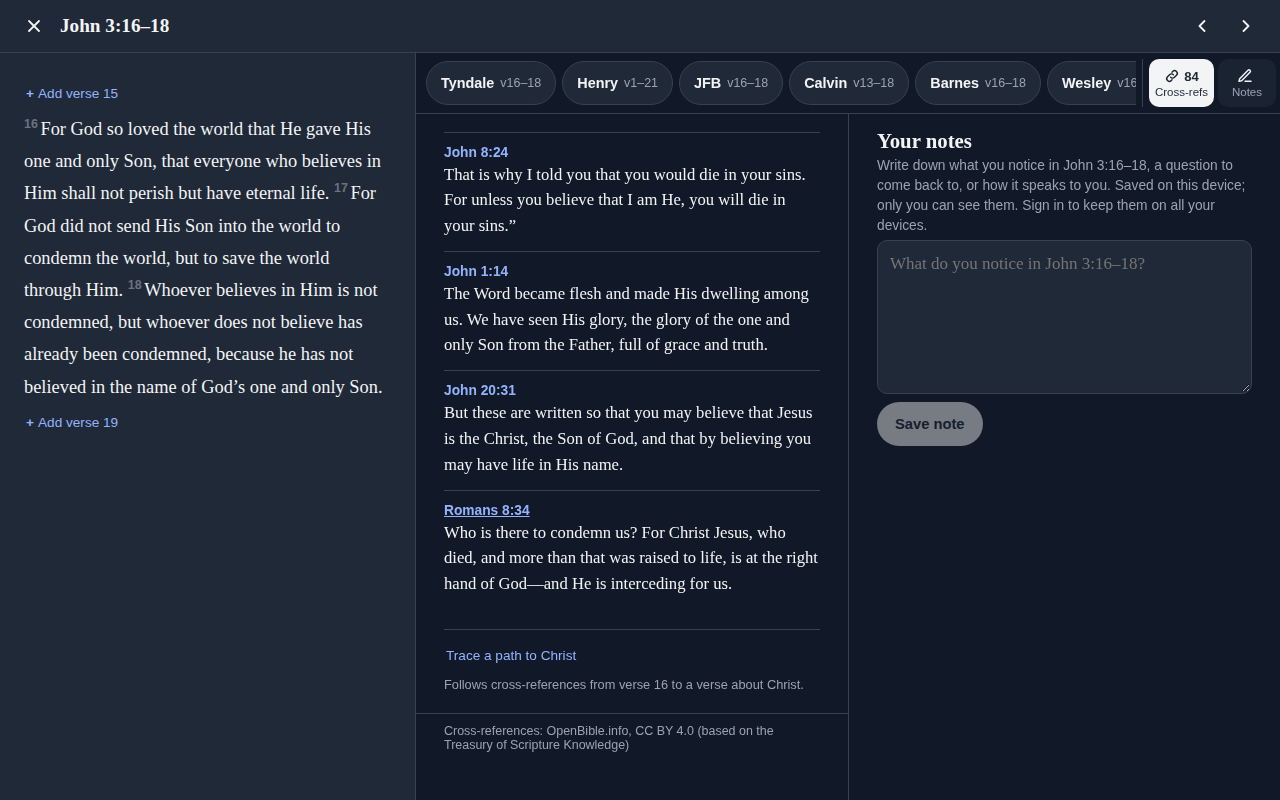 John 3:16–18
+ Add verse 15
16 For God so loved the world that He gave His
one and only Son, that everyone who believes in
Him shall not perish but have eternal life. 17 For
God did not send His Son into the world to
condemn the world, but to save the world
through Him. 18 Whoever believes in Him is not
condemned, but whoever does not believe has
already been condemned, because he has not
believed in the name of God’s one and only Son.
+ Add verse 19
Tyndale v16–18 Henry v1–21 JFB v16–18 Calvin v13–18 Barnes v16–18 Wesley v16
84
Cross-refs
Notes
John 8:24
That is why I told you that you would die in your sins.
For unless you believe that I am He, you will die in
your sins.”
John 1:14
The Word became flesh and made His dwelling among
us. We have seen His glory, the glory of the one and
only Son from the Father, full of grace and truth.
John 20:31
But these are written so that you may believe that Jesus
is the Christ, the Son of God, and that by believing you
may have life in His name.
Romans 8:34
Who is there to condemn us? For Christ Jesus, who
died, and more than that was raised to life, is at the right
hand of God—and He is interceding for us.
Trace a path to Christ
Follows cross-references from verse 16 to a verse about Christ.
Cross-references: OpenBible.info, CC BY 4.0 (based on the
Treasury of Scripture Knowledge)
Your notes
Write down what you notice in John 3:16–18, a question to
come back to, or how it speaks to you. Saved on this device;
only you can see them. Sign in to keep them on all your
devices.
What do you notice in John 3:16–18?
Save note